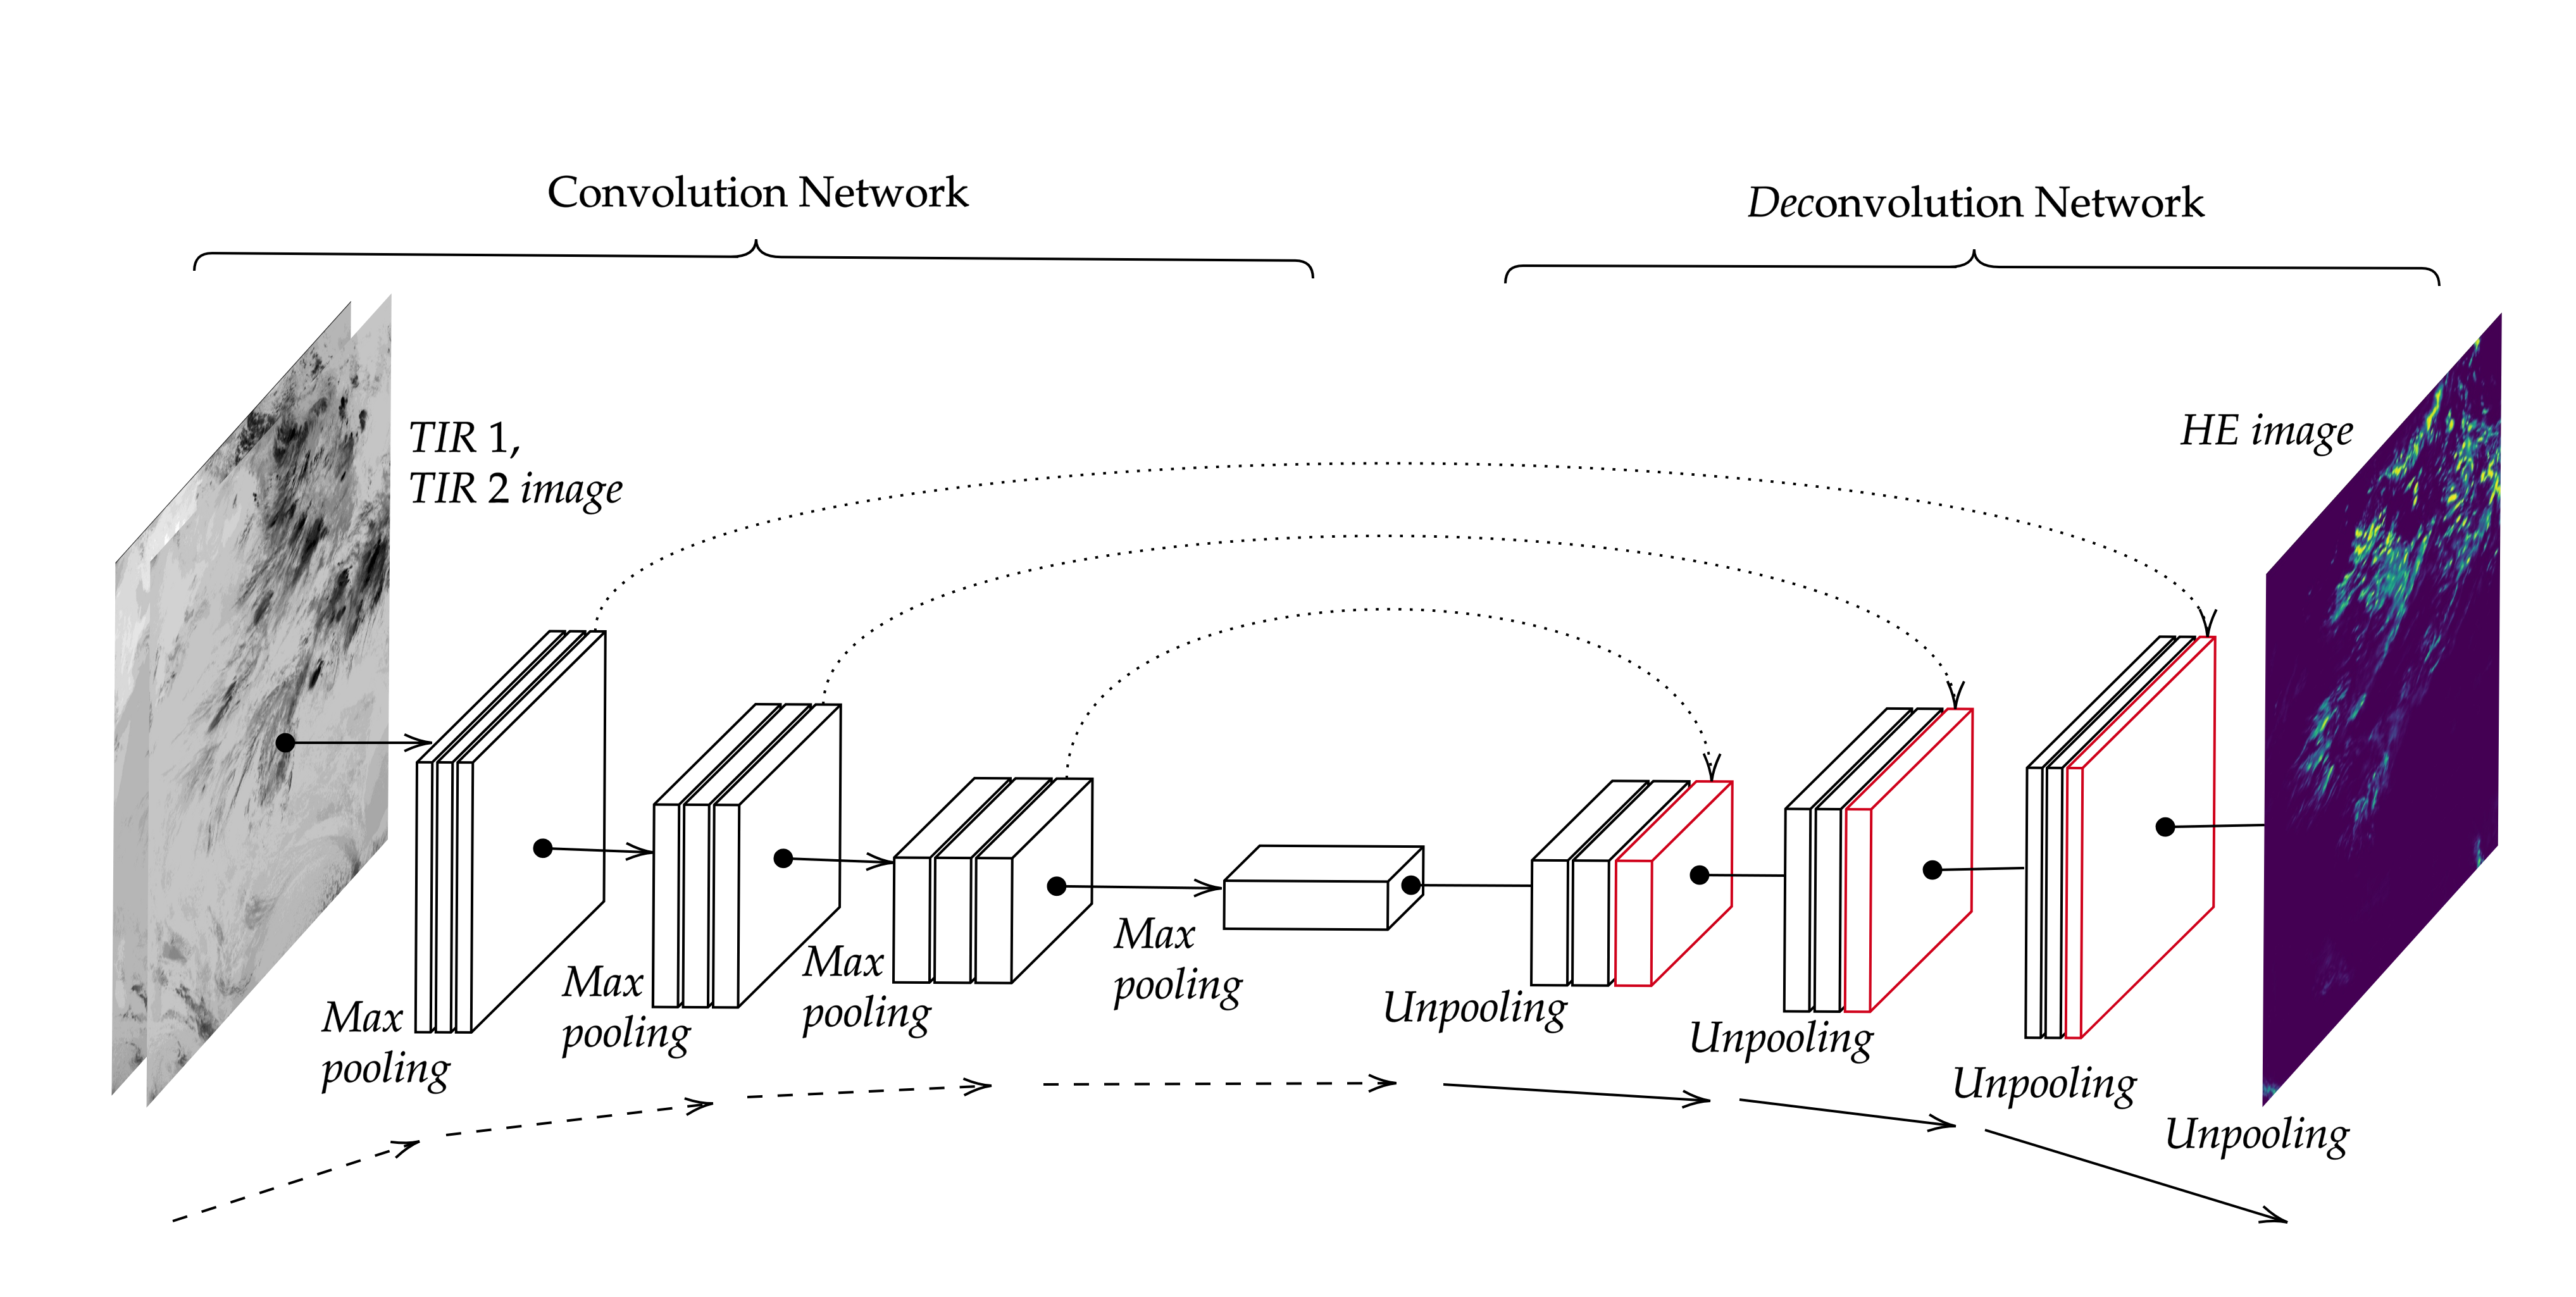 Convolution Network
Deconvolution Network
TIR 1,
TIR 2 image
HE image
Max
pooling
Max
pooling
Max
pooling
Max
pooling
Unpooling
Unpooling
Unpooling
Unpooling